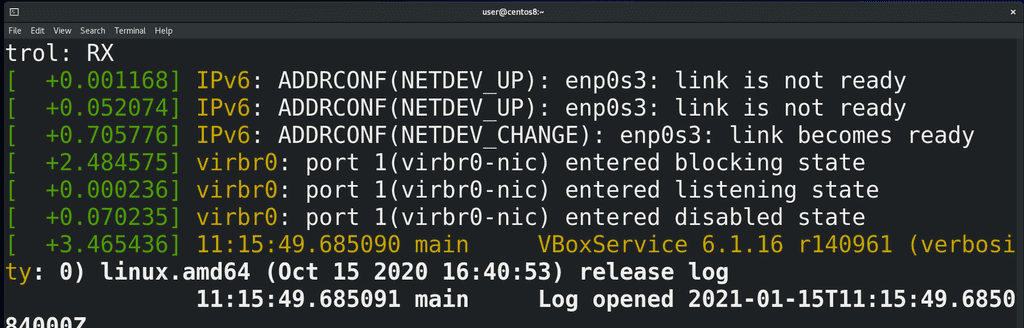 user@centos8:~
File Edit View Search Terminal Help
trol: RX
[  +0.001168] IPv6: ADDRCONF(NETDEV_UP): enp0s3: link is not ready
[  +0.052074] IPv6: ADDRCONF(NETDEV_UP): enp0s3: link is not ready
[  +0.705776] IPv6: ADDRCONF(NETDEV_CHANGE): enp0s3: link becomes ready
[  +2.484575] virbr0: port 1(virbr0-nic) entered blocking state
[  +0.000236] virbr0: port 1(virbr0-nic) entered listening state
[  +0.070235] virbr0: port 1(virbr0-nic) entered disabled state
[  +3.465436] 11:15:49.685090 main     VBoxService 6.1.16 r140961 (verbosi
ty: 0) linux.amd64 (Oct 15 2020 16:40:53) release log
11:15:49.685091 main     Log opened 2021-01-15T11:15:49.6850
84000Z